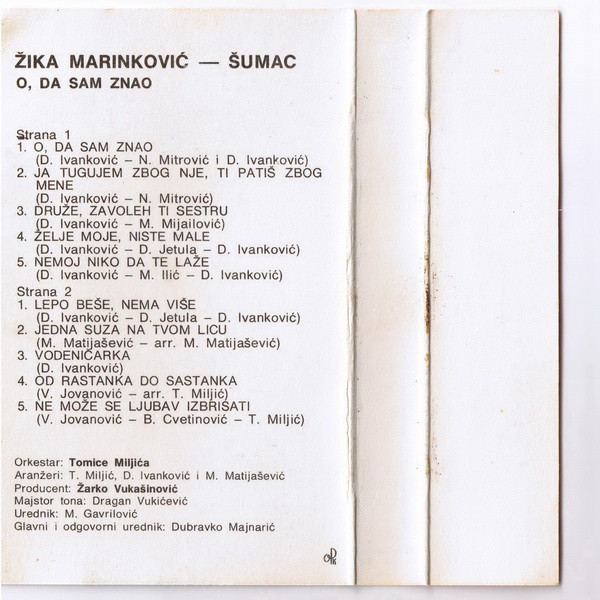 ŽIKA MARINKOVIĆ — ŠUMAC
O, DA SAM ZNAO
Strana 1
1. O, DA SAM ZNAO
(D. Ivanković – N. Mitrović i D. Ivanković)
2. JA TUGUJEM ZBOG NJE, TI PATIŠ ZBOG
MENE
(D. Ivanković – N. Mitrović)
3. DRUŽE, ZAVOLEH TI SESTRU
(D. Ivanković – M. Mijailović)
4. ŽELJE MOJE, NISTE MALE
(D. Ivanković – D. Jetula – D. Ivanković)
5. NEMOJ NIKO DA TE LAŽE
(D. Ivanković – M. Ilić – D. Ivanković)
Strana 2
1. LEPO BEŠE, NEMA VIŠE
(D. Ivanković – D. Jetula – D. Ivanković)
2. JEDNA SUZA NA TVOM LICU
(M. Matijašević – arr. M. Matijašević)
3. VODENIČARKA
(D. Ivanković)
4. OD RASTANKA DO SASTANKA
(V. Jovanović – arr. T. Miljić)
5. NE MOŽE SE LJUBAV IZBRISATI
(V. Jovanović – B. Cvetinović – T. Miljić)
Orkestar: Tomice Miljića
Aranžeri: T. Miljić, D. Ivanković i M. Matijašević
Producent: Žarko Vukašinović
Majstor tona: Dragan Vukićević
Urednik: M. Gavrilović
Glavni i odgovorni urednik: Dubravko Majnarić